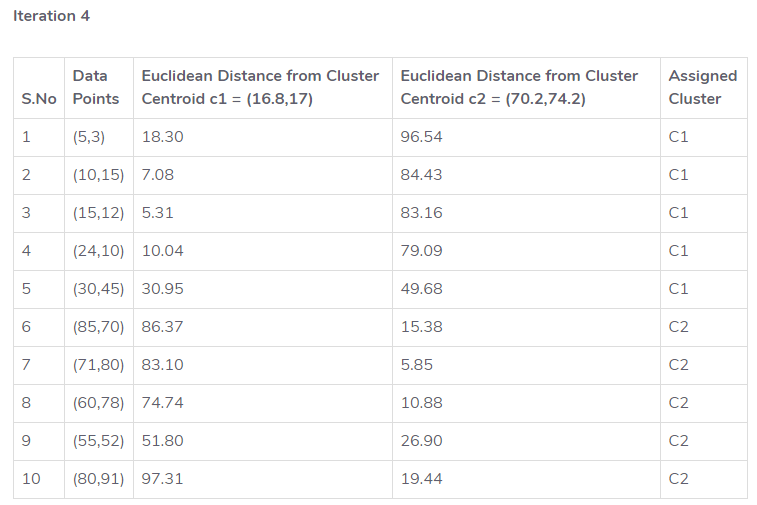 Iteration 4
S.No Data Points Euclidean Distance from Cluster Centroid c1 = (16.8,17) Euclidean Distance from Cluster Centroid c2 = (70.2,74.2) Assigned Cluster
1 (5,3) 18.30 96.54 C1
2 (10,15) 7.08 84.43 C1
3 (15,12) 5.31 83.16 C1
4 (24,10) 10.04 79.09 C1
5 (30,45) 30.95 49.68 C1
6 (85,70) 86.37 15.38 C2
7 (71,80) 83.10 5.85 C2
8 (60,78) 74.74 10.88 C2
9 (55,52) 51.80 26.90 C2
10 (80,91) 97.31 19.44 C2